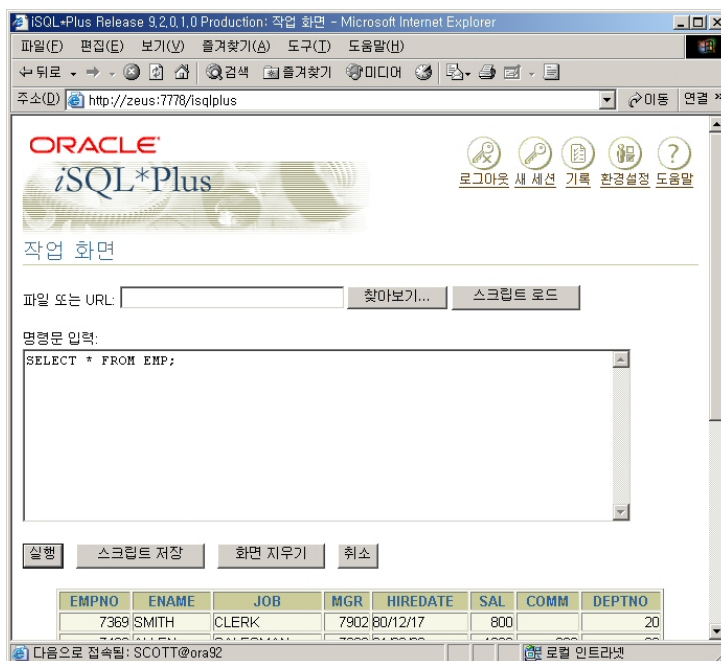 iSQL*Plus Release 9.2.0.1.0 Production: 작업 화면 - Microsoft Internet Explorer
파일(F) 편집(E) 보기(V) 즐겨찾기(A) 도구(T) 도움말(H)
뒤로 검색 즐겨찾기 미디어
주소(D) http://zeus:7778/isqlplus 이동 연결 »
ORACLE
iSQL*Plus
로그아웃 새 세션 기록 환경설정 도움말
작업 화면
파일 또는 URL: 찾아보기... 스크립트 로드
명령문 입력:
SELECT * FROM EMP;
실행 스크립트 저장 화면 지우기 취소
EMPNO ENAME JOB MGR HIREDATE SAL COMM DEPTNO
7369 SMITH CLERK 7902 80/12/17 800 20
다음으로 접속됨: SCOTT@ora92 로컬 인트라넷